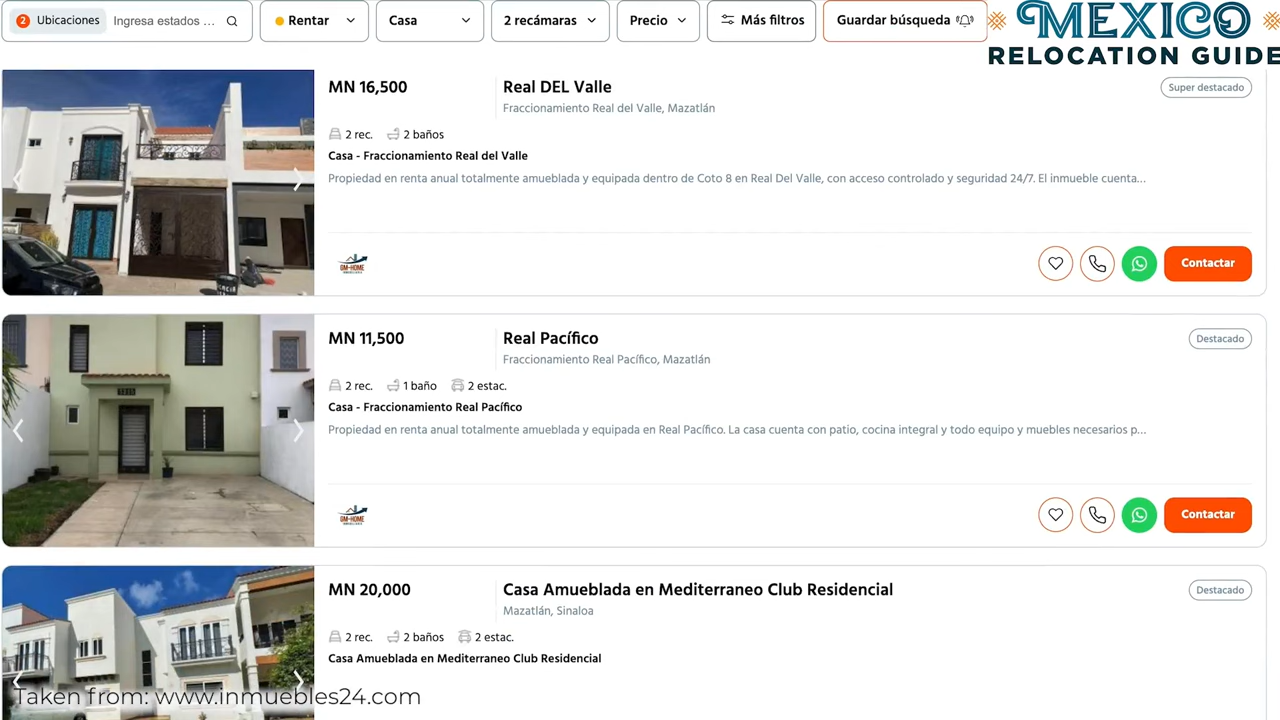 2 Ubicaciones Ingresa estados ... Rentar Casa 2 recámaras Precio Más filtros Guardar búsqueda
MEXICO
RELOCATION GUIDE
MN 16,500 Real DEL Valle Super destacado
Fraccionamiento Real del Valle, Mazatlán
2 rec. 2 baños
Casa - Fraccionamiento Real del Valle
Propiedad en renta anual totalmente amueblada y equipada dentro de Coto 8 en Real Del Valle, con acceso controlado y seguridad 24/7. El inmueble cuenta...
GM-HOME
Contactar
MN 11,500 Real Pacífico Destacado
Fraccionamiento Real Pacífico, Mazatlán
2 rec. 1 baño 2 estac.
Casa - Fraccionamiento Real Pacífico
Propiedad en renta anual totalmente amueblada y equipada en Real Pacífico. La casa cuenta con patio, cocina integral y todo equipo y muebles necesarios p...
GM-HOME
Contactar
MN 20,000 Casa Amueblada en Mediterraneo Club Residencial Destacado
Mazatlán, Sinaloa
2 rec. 2 baños 2 estac.
Casa Amueblada en Mediterraneo Club Residencial
Taken from: www.inmuebles24.com